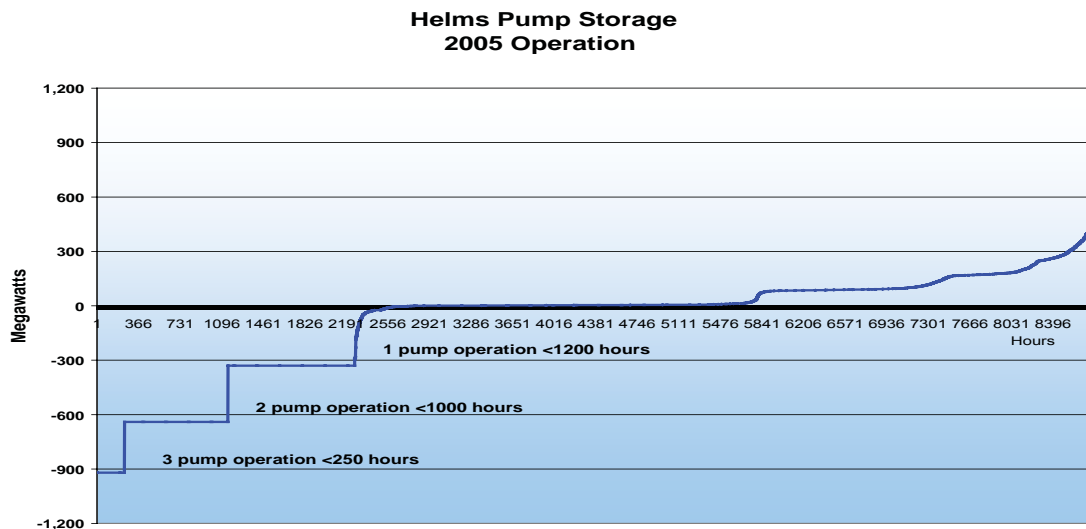 Helms Pump Storage
2005 Operation
1,200
900
600
300
0
-300
-600
-900
-1,200
Megawatts
1 366 731 1096 1461 1826 2191 2556 2921 3286 3651 4016 4381 4746 5111 5476 5841 6206 6571 6936 7301 7666 8031 8396
Hours
1 pump operation <1200 hours
2 pump operation <1000 hours
3 pump operation <250 hours